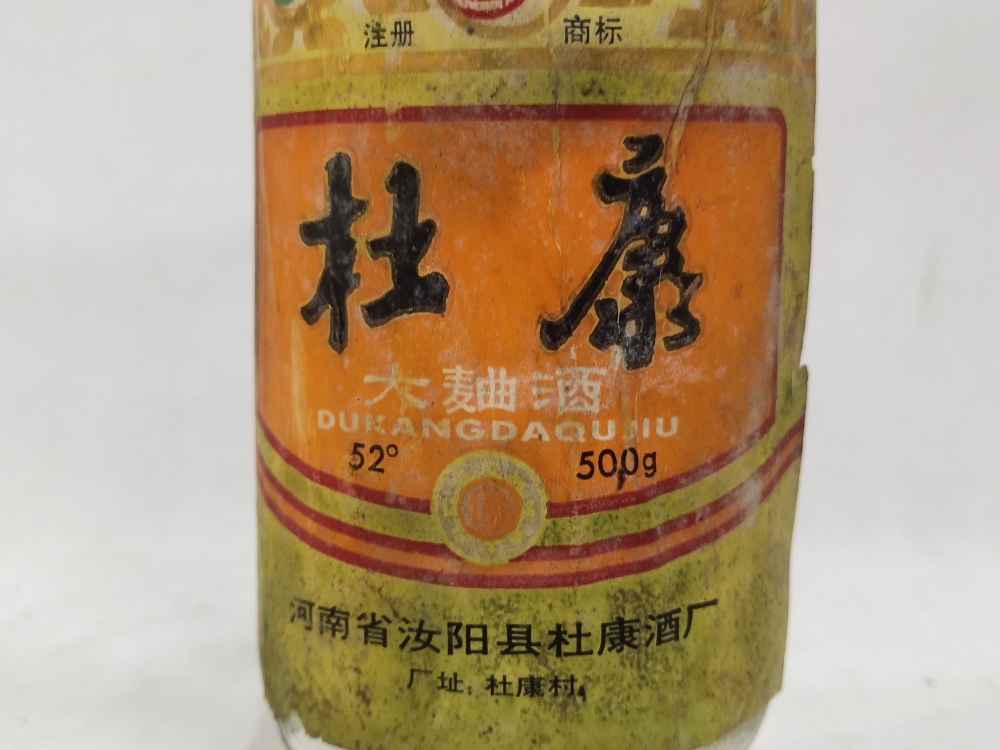 注册 商标
杜康
大麯酒
DUKANGDAQUJIU
52° 500g
河南省汝阳县杜康酒厂
厂址：杜康村